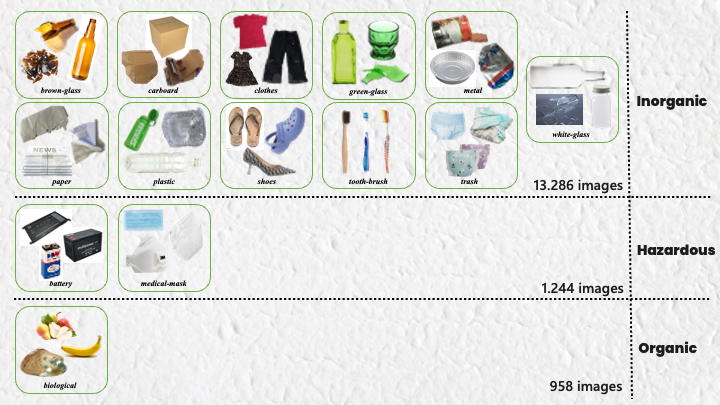 brown-glass
carboard
clothes
green-glass
metal
white-glass
Inorganic
NEWS
paper
plastic
shoes
tooth-brush
trash
13.286 images
battery
medical-mask
Hazardous
1.244 images
biological
Organic
958 images